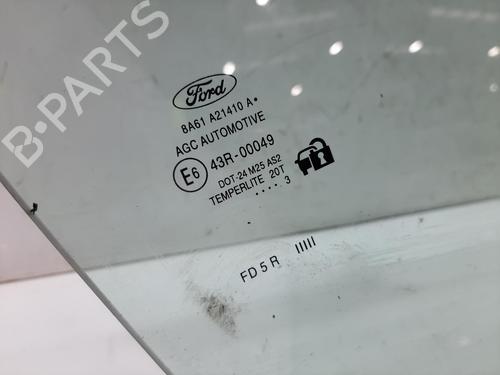 B-PARTS
Ford
8A61 A21410 A•
AGC AUTOMOTIVE
E6 43R-00049
DOT-24 M25 AS2
TEMPERLITE 20T
.... 3
FD 5 R IIIII